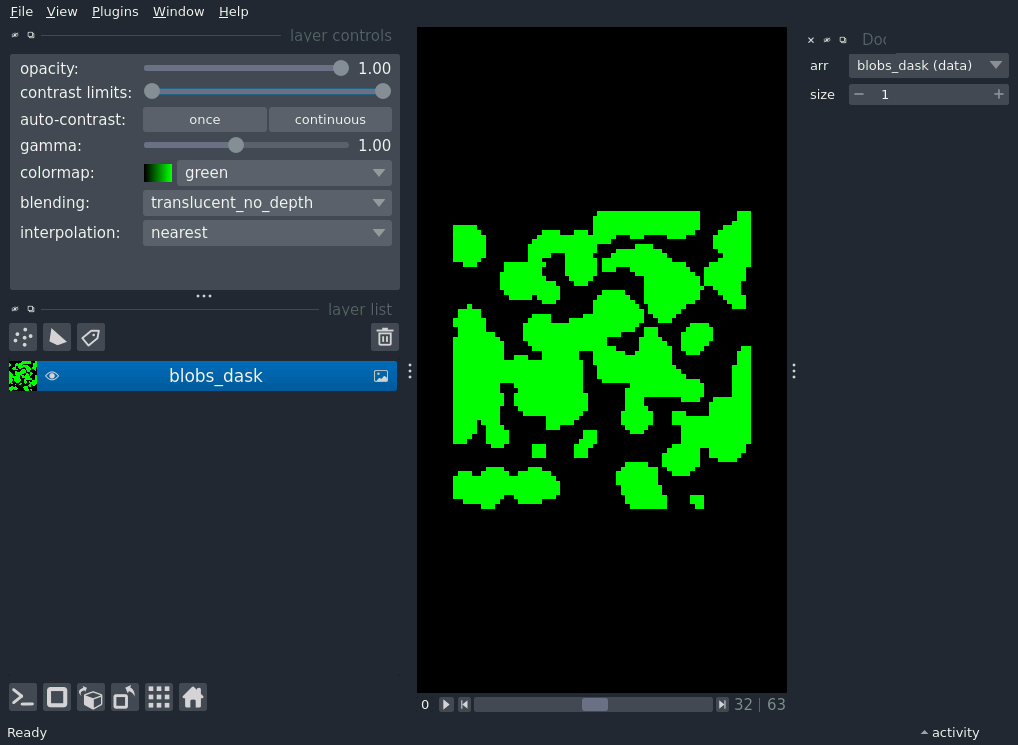 File View Plugins Window Help
layer controls
opacity: 1.00
contrast limits:
auto-contrast: once continuous
gamma: 1.00
colormap: green
blending: translucent_no_depth
interpolation: nearest
layer list
blobs_dask
Doc
arr blobs_dask (data)
size 1
0 32 | 63
Ready
activity